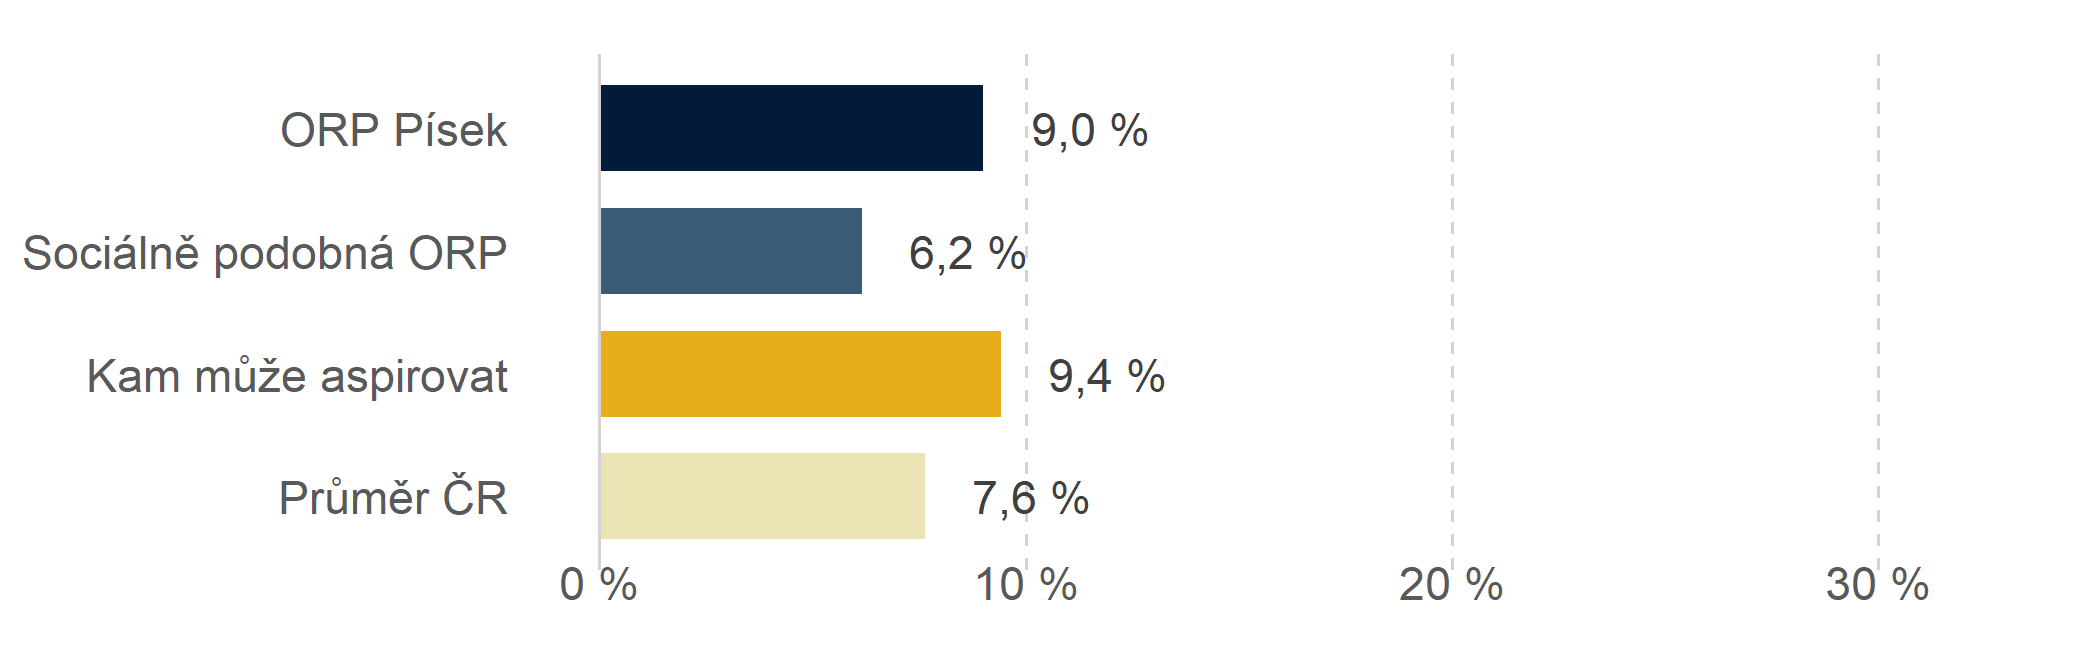 ORP Písek
9,0 %
Sociálně podobná ORP
6,2 %
Kam může aspirovat
9,4 %
Průměr ČR
7,6 %
0 %
10 %
20 %
30 %